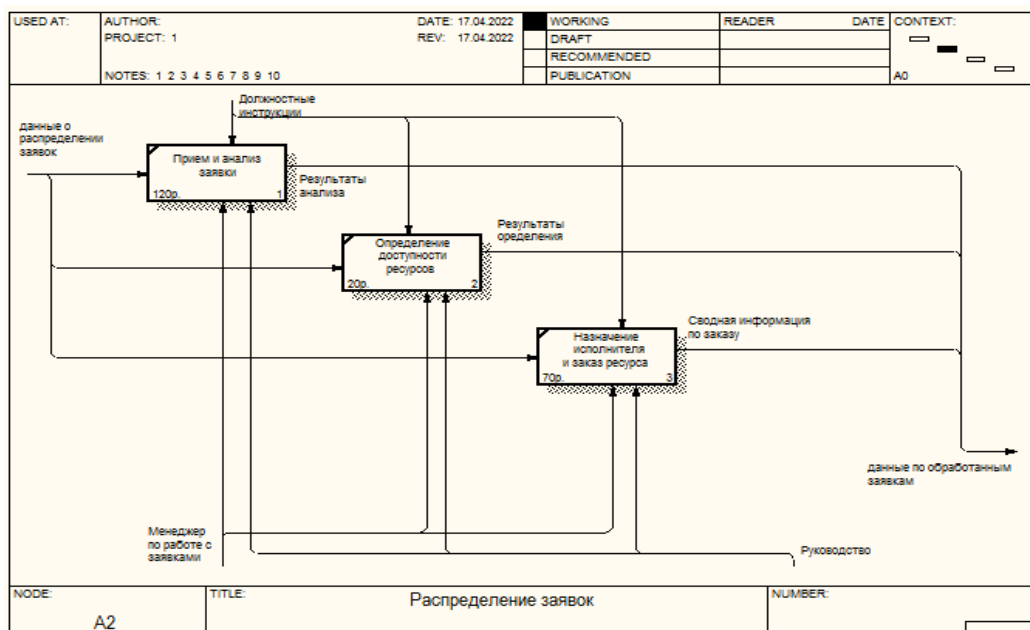 USED AT:
AUTHOR:
DATE: 17.04.2022
WORKING
READER
DATE
CONTEXT:
PROJECT: 1
REV: 17.04.2022
DRAFT
RECOMMENDED
NOTES: 1 2 3 4 5 6 7 8 9 10
PUBLICATION
A0
Должностные
инструкции
данные о
распределении
заявок
Прием и анализ
заявки
120р.
1
Результаты
анализа
Определение
доступности
ресурсов
20р.
2
Результаты
оределения
Назначение
исполнителя
и заказ ресурса
70р.
3
Сводная информация
по заказу
данные по обработанным
заявкам
Менеджер
по работе с
заявками
Руководство
NODE:
A2
TITLE:
Распределение заявок
NUMBER: